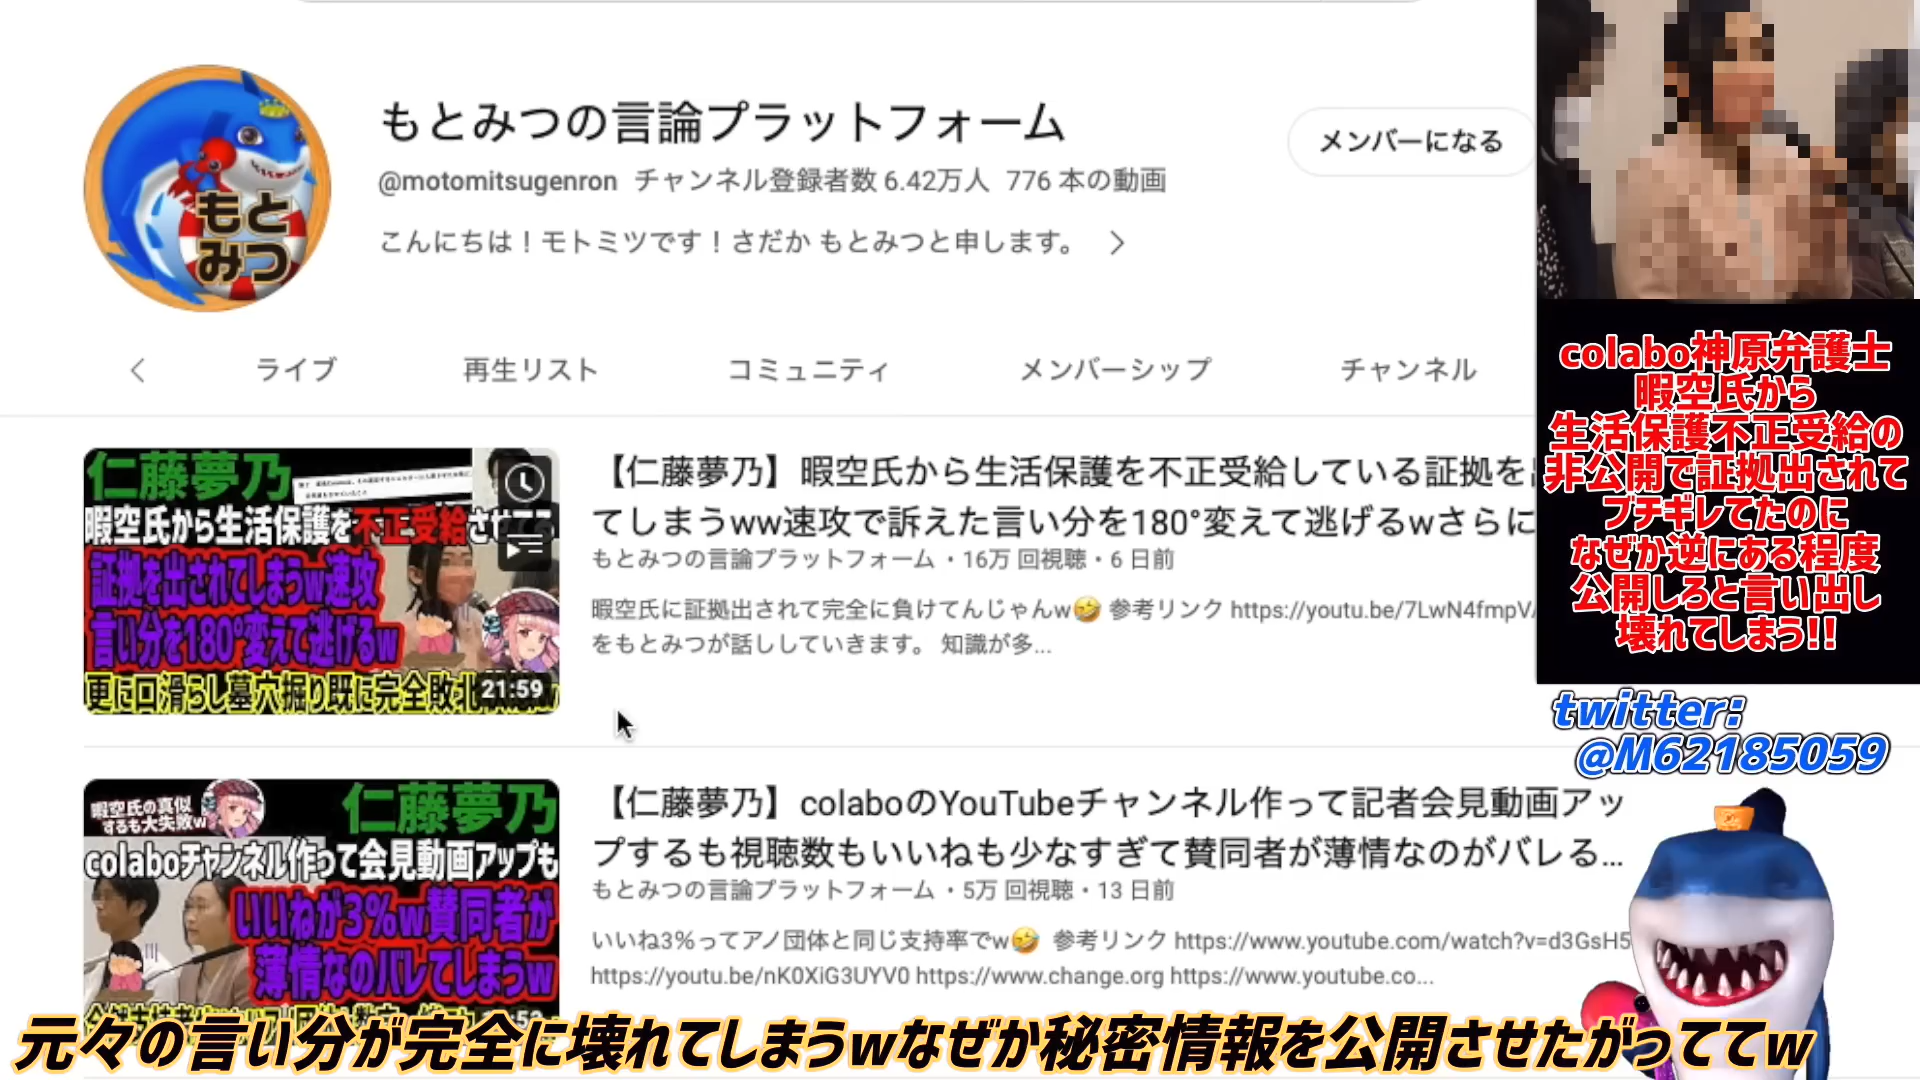 もとみつの言論プラットフォーム
@motomitsugenron チャンネル登録者数 6.42万人 776 本の動画
こんにちは！モトミツです！さだか もとみつと申します。
メンバーになる
もと
みつ
ライブ
再生リスト
コミュニティ
メンバーシップ
チャンネル
仁藤夢乃
暇空氏から生活保護を不正受給させてる
証拠を出されてしまうw速攻
言い分を180°変えて逃げるw
更に口滑らし墓穴掘り既に完全敗北
21:59
【仁藤夢乃】暇空氏から生活保護を不正受給している証拠を
てしまうww速攻で訴えた言い分を180°変えて逃げるwさらに
もとみつの言論プラットフォーム・16万 回視聴・6 日前
暇空氏に証拠出されて完全に負けてんじゃんw🤣 参考リンク https://youtu.be/7LwN4fmpV
をもとみつが話ししていきます。 知識が多...
暇空氏の真似
するも大失敗w
仁藤夢乃
colaboチャンネル作って会見動画アップも
いいねが3%w賛同者が
薄情なのバレてしまうw
【仁藤夢乃】colaboのYouTubeチャンネル作って記者会見動画アッ
プするも視聴数もいいねも少なすぎて賛同者が薄情なのがバレる...
もとみつの言論プラットフォーム・5万 回視聴・13 日前
いいね3%ってアノ団体と同じ支持率でw🤣 参考リンク https://www.youtube.com/watch?v=d3GsH5
https://youtu.be/nK0XiG3UYV0 https://www.change.org https://www.youtube.co...
colabo神原弁護士
暇空氏から
生活保護不正受給の
非公開で証拠出されて
ブチギレてたのに
なぜか逆にある程度
公開しろと言い出し
壊れてしまう!!
twitter:
@M62185059
元々の言い分が完全に壊れてしまうwなぜか秘密情報を公開させたがっててw